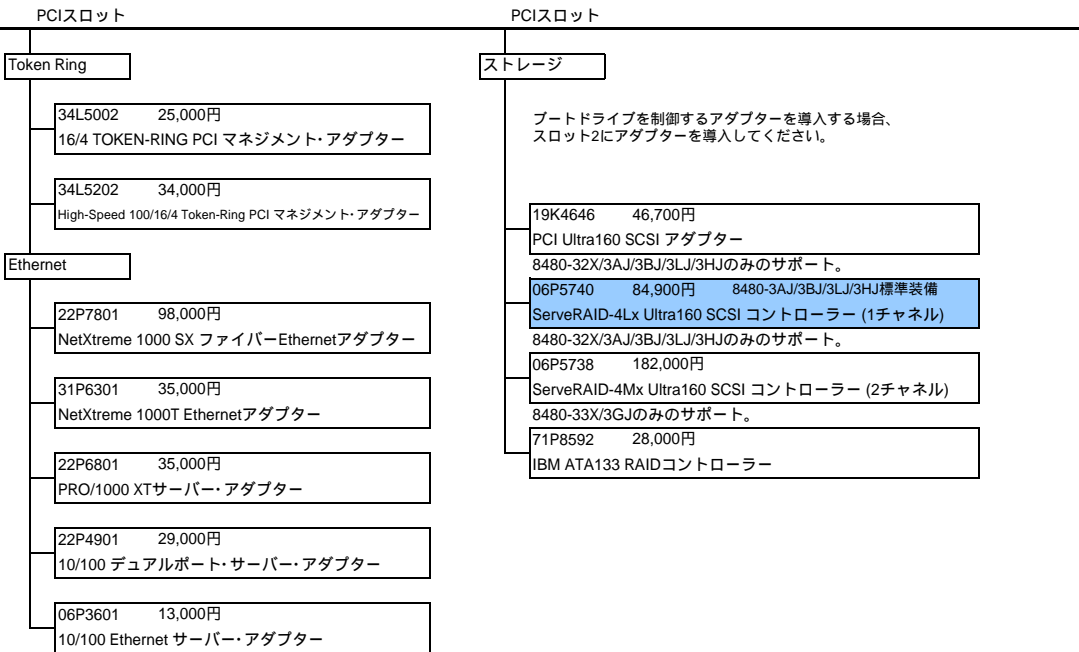 PCIスロット
Token Ring
34L5002 25,000円
16/4 TOKEN-RING PCI マネジメント・アダプター
34L5202 34,000円
High-Speed 100/16/4 Token-Ring PCI マネジメント・アダプター
Ethernet
22P7801 98,000円
NetXtreme 1000 SX ファイバーEthernetアダプター
31P6301 35,000円
NetXtreme 1000T Ethernetアダプター
22P6801 35,000円
PRO/1000 XTサーバー・アダプター
22P4901 29,000円
10/100 デュアルポート・サーバー・アダプター
06P3601 13,000円
10/100 Ethernet サーバー・アダプター
PCIスロット
ストレージ
ブートドライブを制御するアダプターを導入する場合、
スロット2にアダプターを導入してください。
19K4646 46,700円
PCI Ultra160 SCSI アダプター
8480-32X/3AJ/3BJ/3LJ/3HJのみのサポート。
06P5740 84,900円 8480-3AJ/3BJ/3LJ/3HJ標準装備
ServeRAID-4Lx Ultra160 SCSI コントローラー (1チャネル)
8480-32X/3AJ/3BJ/3LJ/3HJのみのサポート。
06P5738 182,000円
ServeRAID-4Mx Ultra160 SCSI コントローラー (2チャネル)
8480-33X/3GJのみのサポート。
71P8592 28,000円
IBM ATA133 RAIDコントローラー